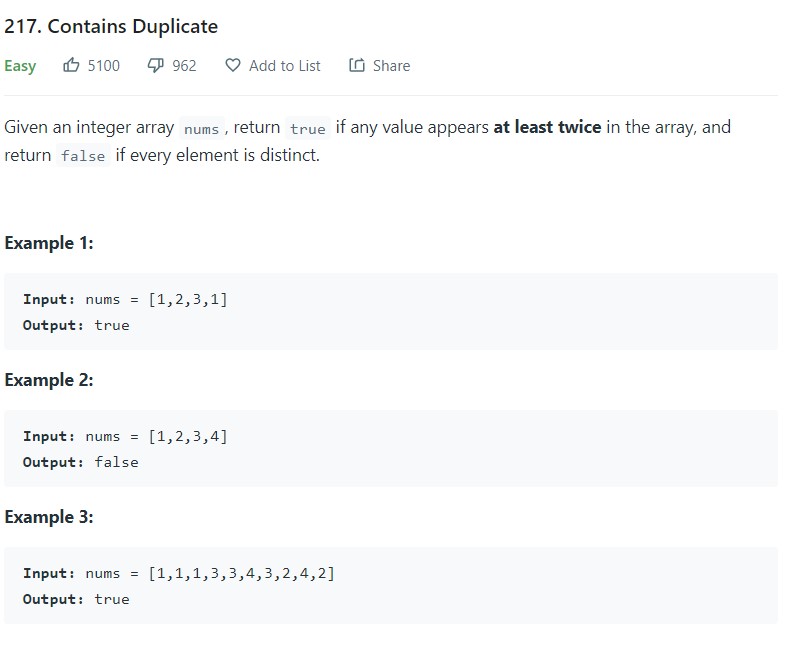 217. Contains Duplicate
Easy 5100 962 Add to List Share
Given an integer array nums , return true if any value appears at least twice in the array, and
return false if every element is distinct.
Example 1:
Input: nums = [1,2,3,1]
Output: true
Example 2:
Input: nums = [1,2,3,4]
Output: false
Example 3:
Input: nums = [1,1,1,3,3,4,3,2,4,2]
Output: true